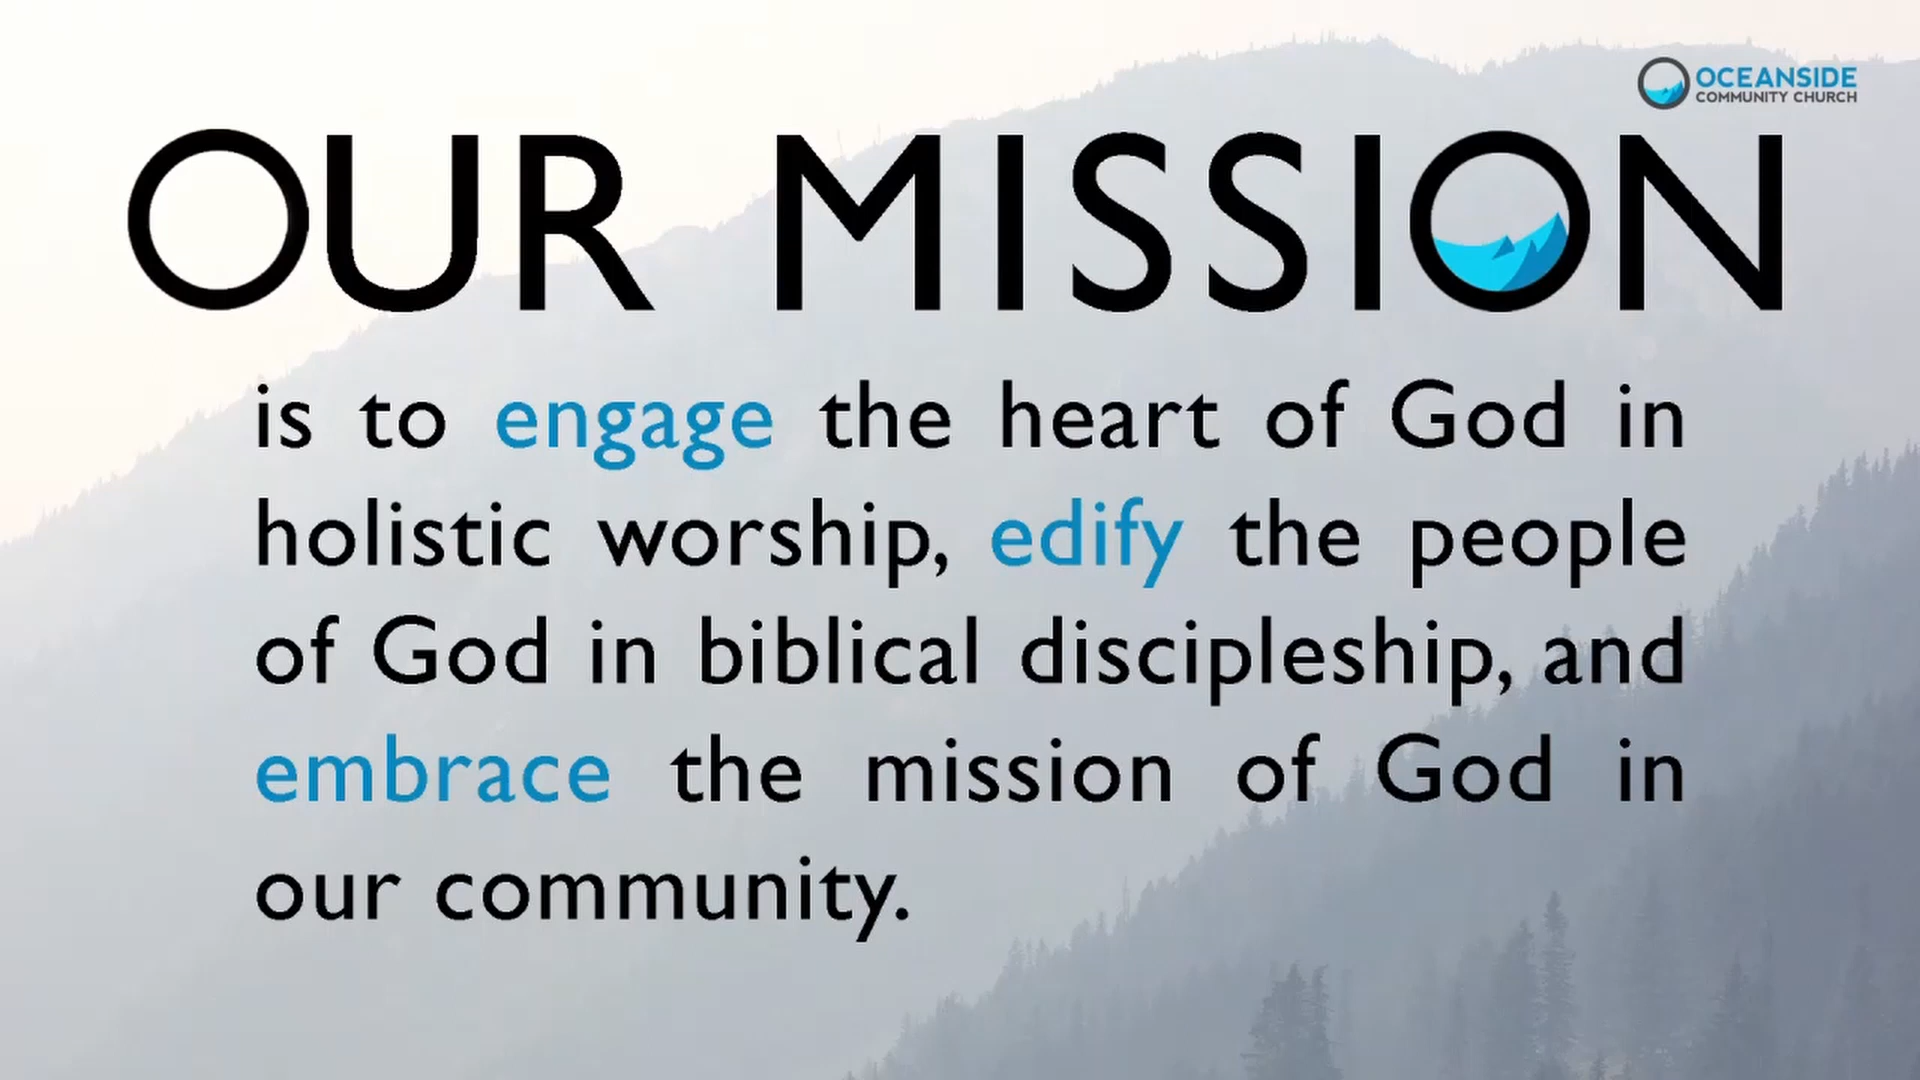 OCEANSIDE
COMMUNITY CHURCH
OUR MISSION
is to engage the heart of God in
holistic worship, edify the people
of God in biblical discipleship, and
embrace the mission of God in
our community.